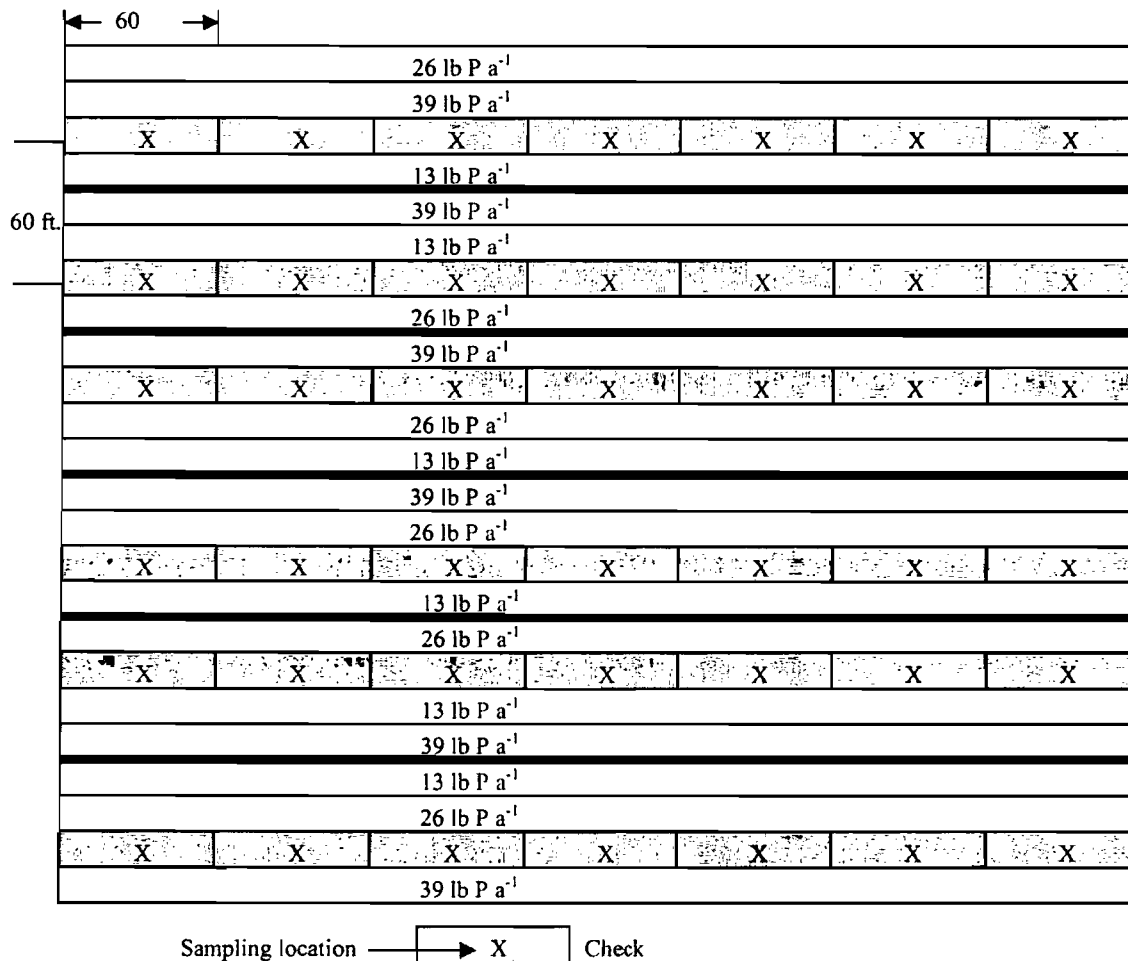 60
26 lb P a⁻¹
39 lb P a⁻¹
X X X X X X X
13 lb P a⁻¹
60 ft.
39 lb P a⁻¹
13 lb P a⁻¹
X X X X X X X
26 lb P a⁻¹
39 lb P a⁻¹
X X X X X X X
26 lb P a⁻¹
13 lb P a⁻¹
39 lb P a⁻¹
26 lb P a⁻¹
X X X X X X X
13 lb P a⁻¹
26 lb P a⁻¹
X X X X X X X
13 lb P a⁻¹
39 lb P a⁻¹
13 lb P a⁻¹
26 lb P a⁻¹
X X X X X X X
39 lb P a⁻¹
Sampling location X Check